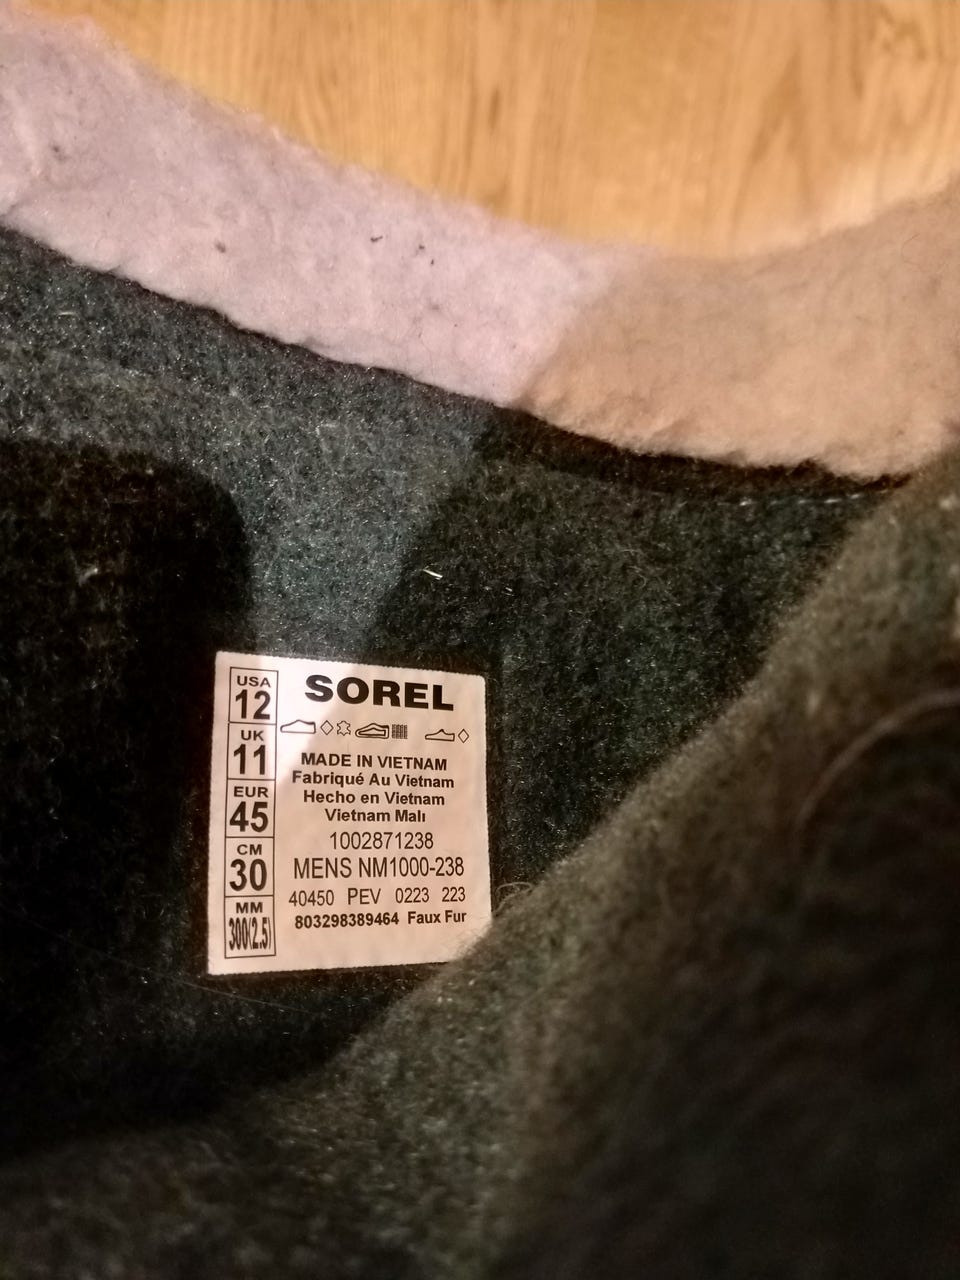 USA
12
UK
11
EUR
45
CM
30
MM
300(2.5)
SOREL
MADE IN VIETNAM
Fabriqué Au Vietnam
Hecho en Vietnam
Vietnam Malı
1002871238
MENS NM1000-238
40450 PEV 0223 223
803298389464 Faux Fur